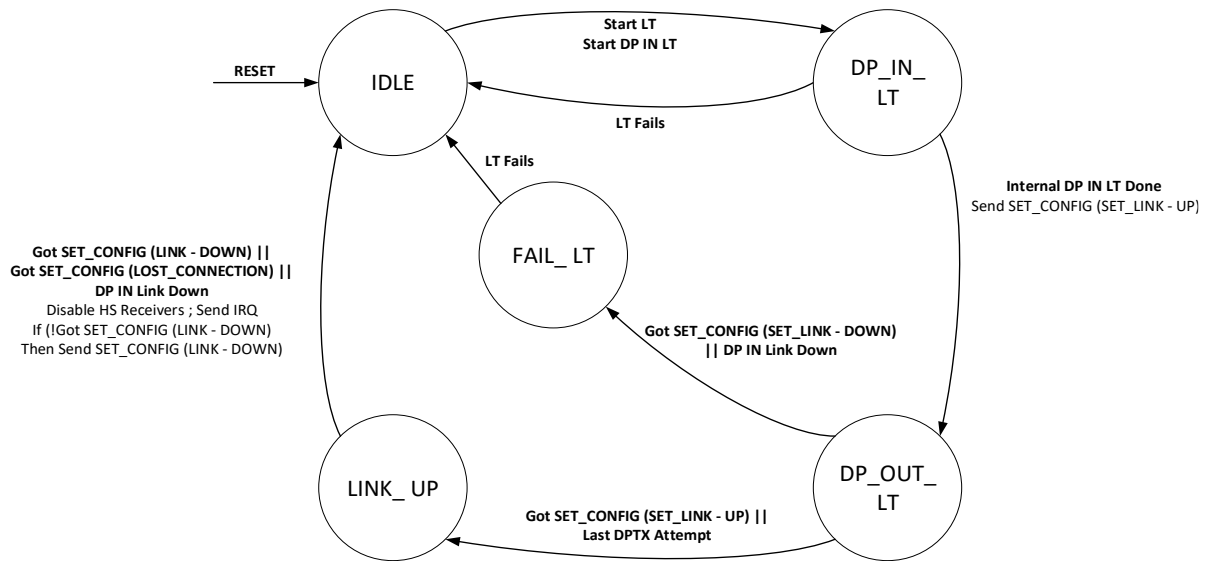 Start LT
Start DP IN LT
RESET
IDLE
DP_IN_
LT
LT Fails
LT Fails
Internal DP IN LT Done
Send SET_CONFIG (SET_LINK - UP)
FAIL_ LT
Got SET_CONFIG (LINK - DOWN) ||
Got SET_CONFIG (LOST_CONNECTION) ||
DP IN Link Down
Disable HS Receivers ; Send IRQ
If (!Got SET_CONFIG (LINK - DOWN)
Then Send SET_CONFIG (LINK - DOWN)
Got SET_CONFIG (SET_LINK - DOWN)
|| DP IN Link Down
LINK_ UP
DP_OUT_
LT
Got SET_CONFIG (SET_LINK - UP) ||
Last DPTX Attempt